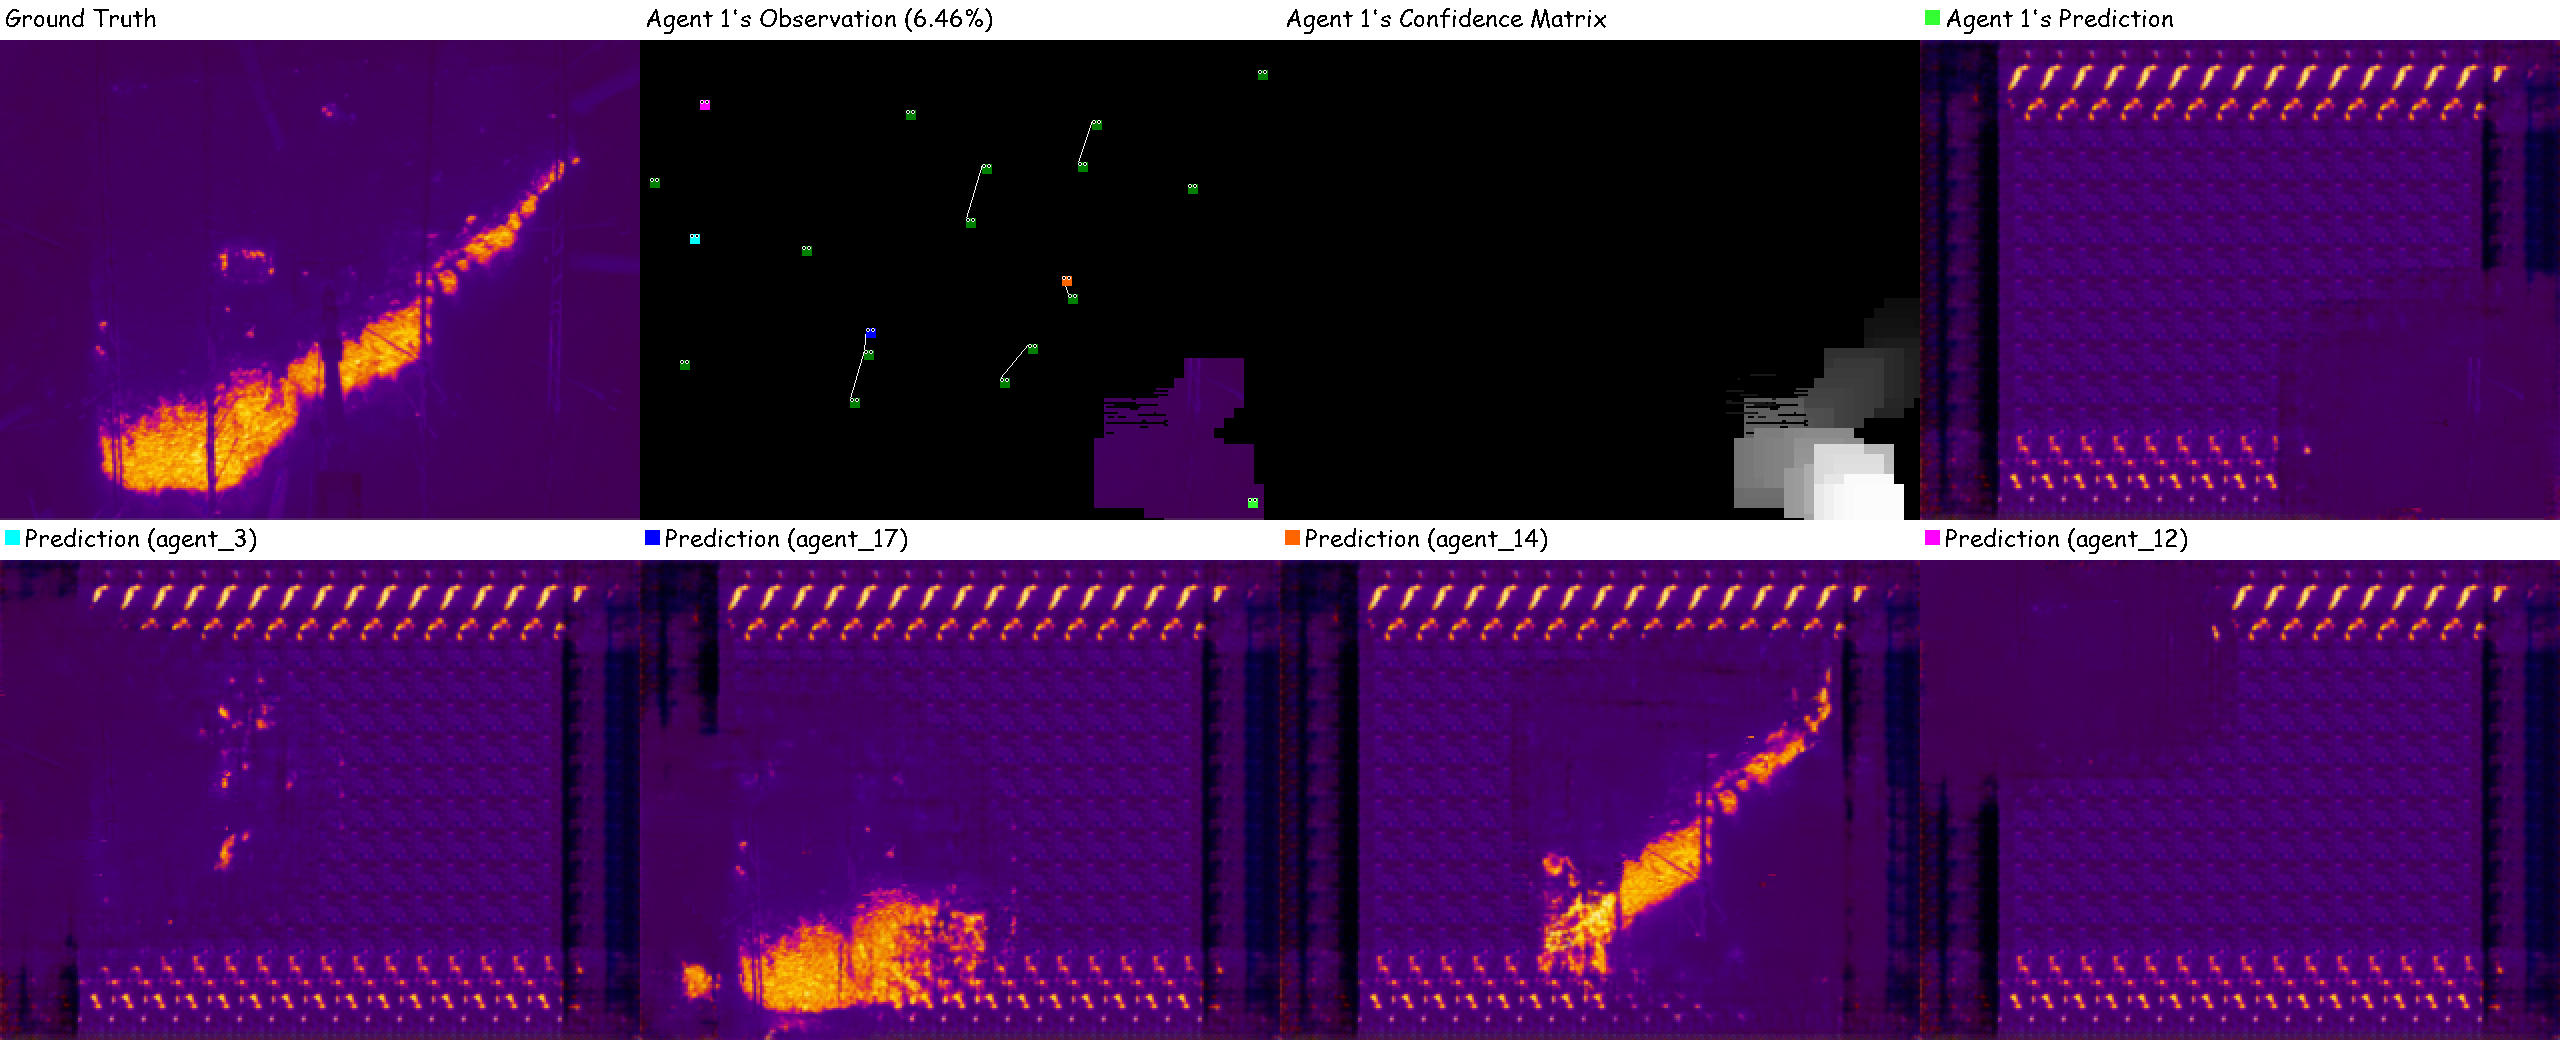 Ground Truth
Agent 1's Observation (6.46%)
Agent 1's Confidence Matrix
Agent 1's Prediction
Prediction (agent_3)
Prediction (agent_17)
Prediction (agent_14)
Prediction (agent_12)